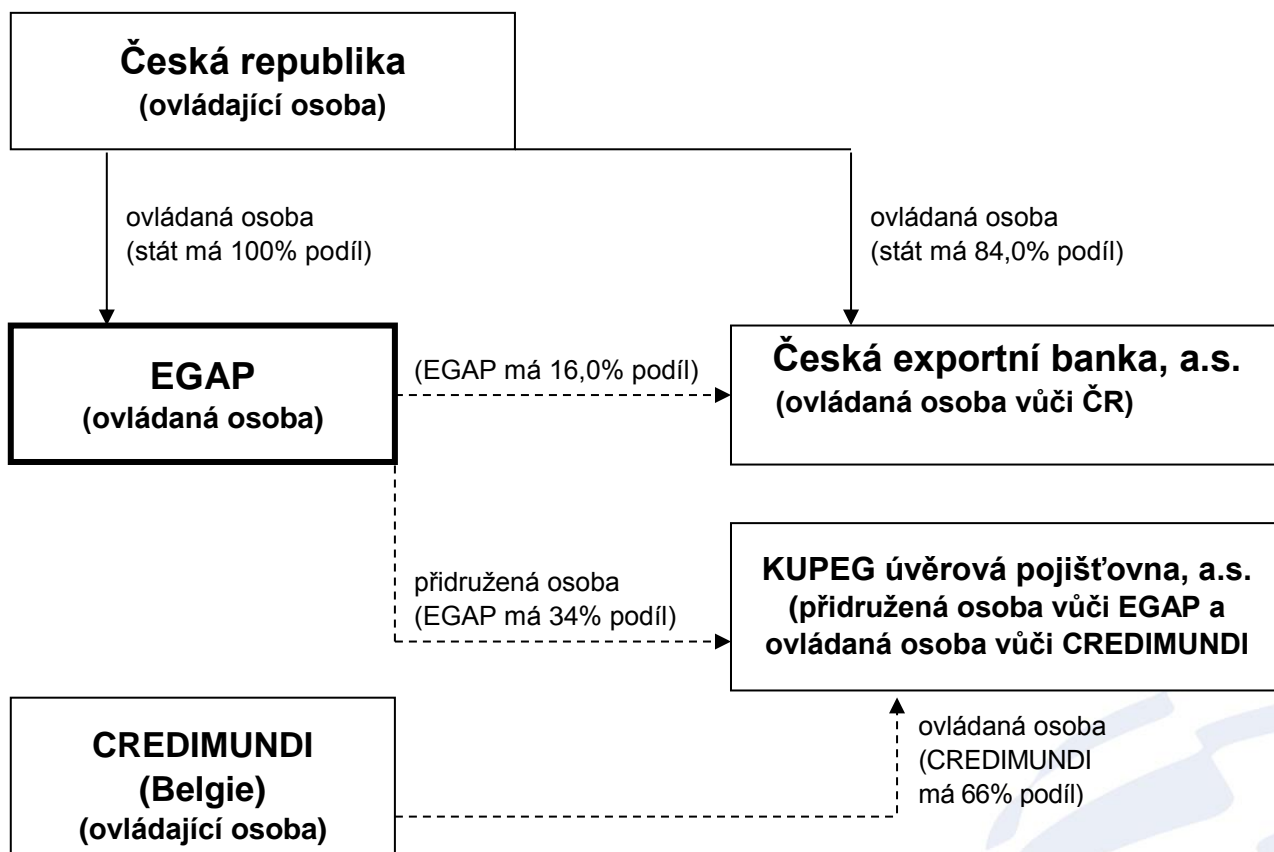 Česká republika
(ovládající osoba)
ovládaná osoba
(stát má 100% podíl)
ovládaná osoba
(stát má 84,0% podíl)
EGAP
(ovládaná osoba)
(EGAP má 16,0% podíl)
Česká exportní banka, a.s.
(ovládaná osoba vůči ČR)
přidružená osoba
(EGAP má 34% podíl)
KUPEG úvěrová pojišťovna, a.s.
(přidružená osoba vůči EGAP a
ovládaná osoba vůči CREDIMUNDI
CREDIMUNDI
(Belgie)
(ovládající osoba)
ovládaná osoba
(CREDIMUNDI
má 66% podíl)